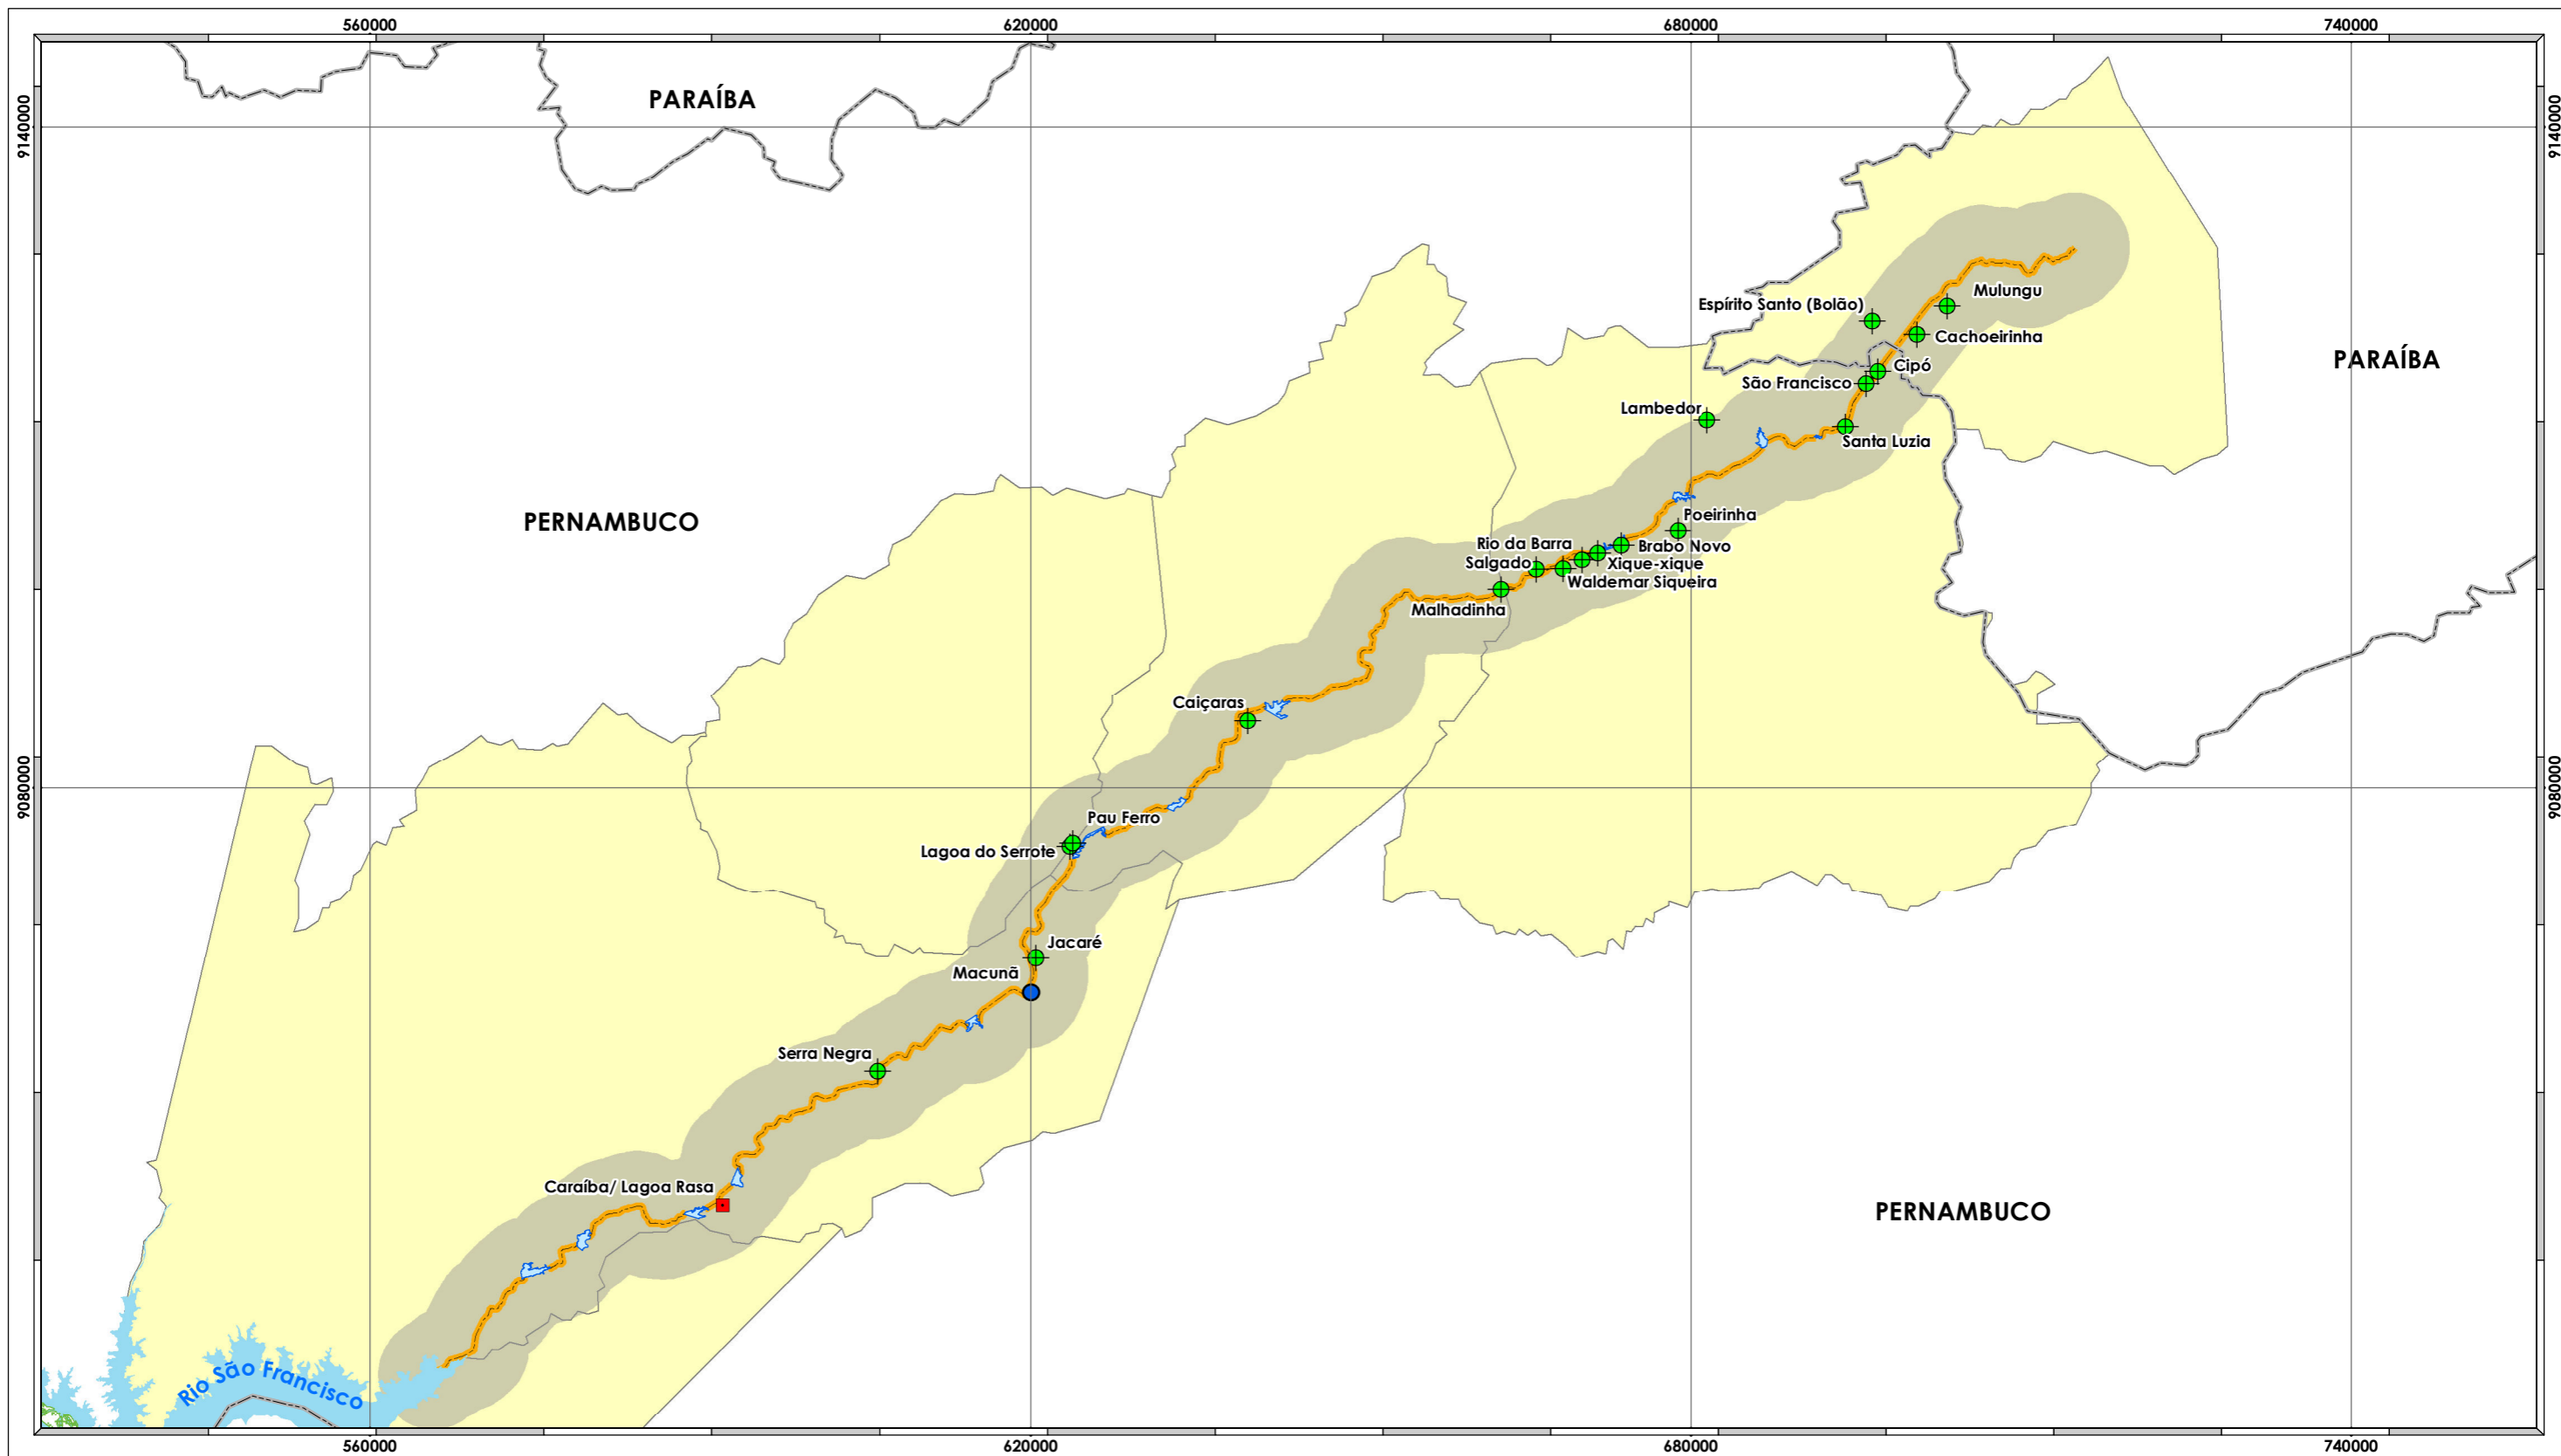 560000
620000
680000
740000
9140000
9140000
PARAÍBA
Espírito Santo (Bolão)
Mulungu
Cachoeirinha
PARAÍBA
Cipó
São Francisco
Lambedor
Santa Luzia
PERNAMBUCO
Poeirinha
Rio da Barra
Brabo Novo
Salgado
Xique-xique
Waldemar Siqueira
Malhadinha
Caiçaras
9080000
9080000
Pau Ferro
Lagoa do Serrote
Jacaré
Macunã
Serra Negra
Caraíba/ Lagoa Rasa
PERNAMBUCO
Rio São Francisco
560000
620000
680000
740000